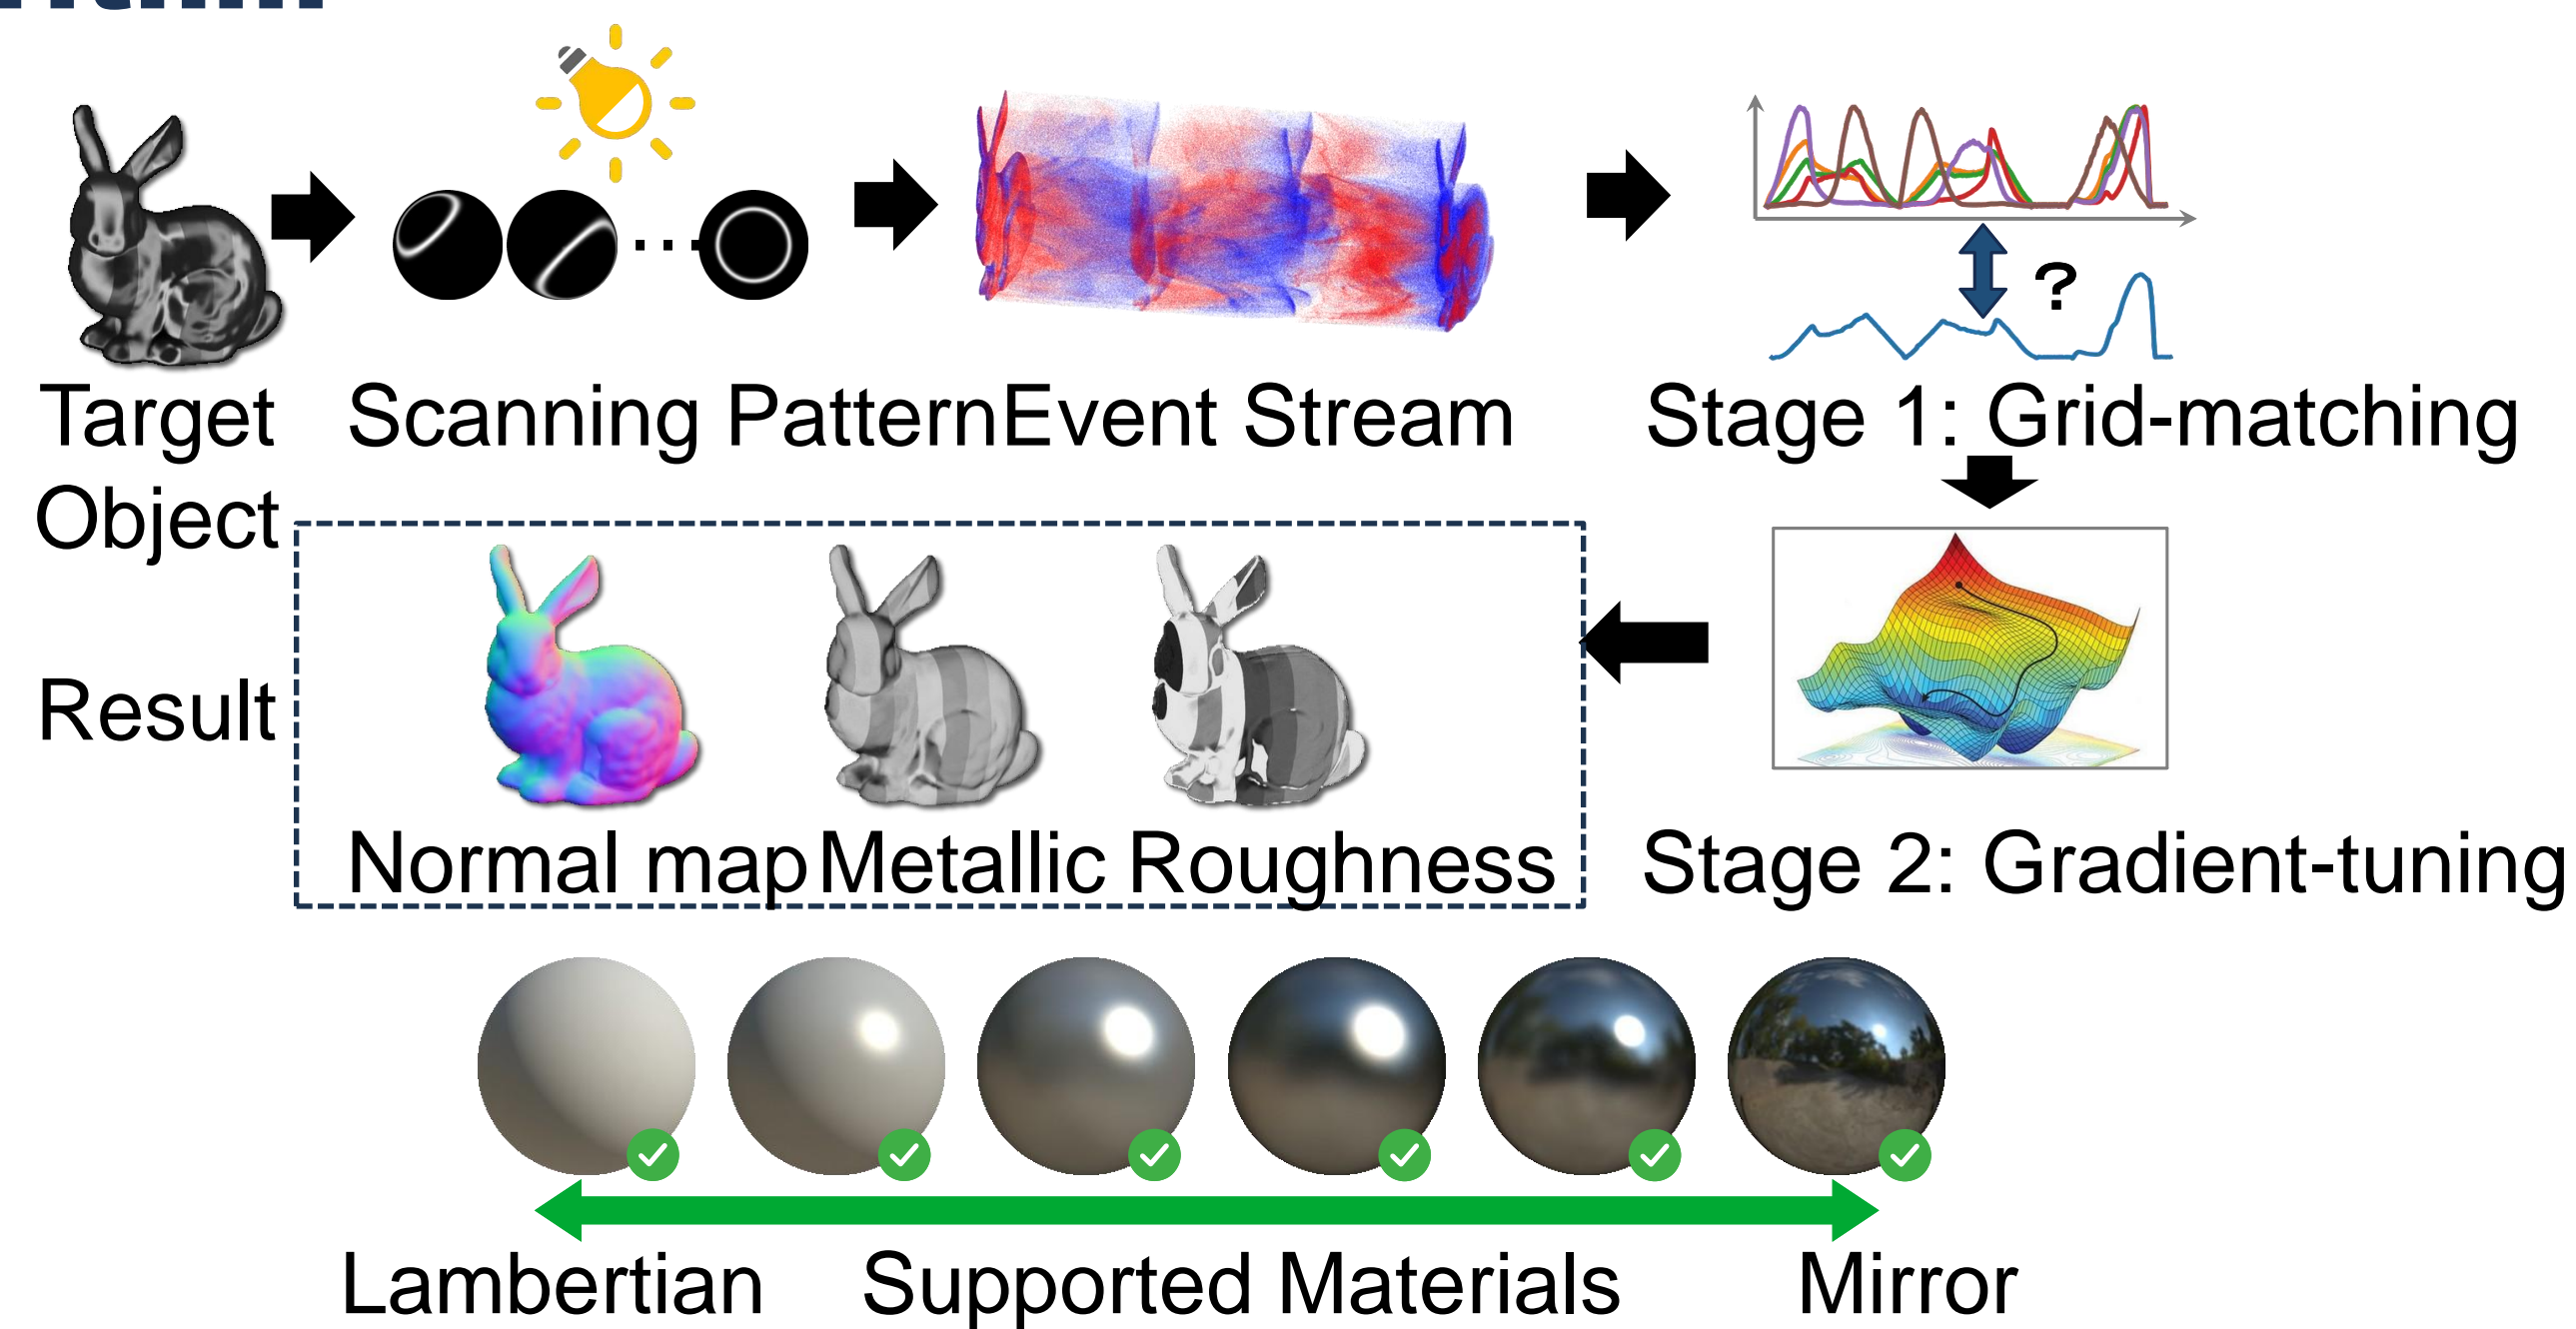 Target
Object
Scanning Pattern
Event Stream
...
?
Stage 1: Grid-matching
Result
Normal map
Metallic
Roughness
Stage 2: Gradient-tuning
Lambertian
Supported Materials
Mirror